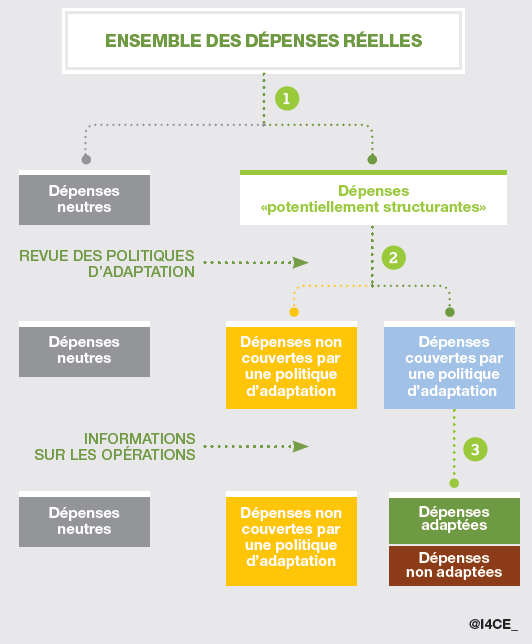 ENSEMBLE DES DÉPENSES RÉELLES
1
Dépenses
neutres
Dépenses
«potentiellement structurantes»
REVUE DES POLITIQUES
D'ADAPTATION
2
Dépenses
neutres
Dépenses non
couvertes par
une politique
d'adaptation
Dépenses
couvertes par
une politique
d'adaptation
INFORMATIONS
SUR LES OPÉRATIONS
3
Dépenses
neutres
Dépenses non
couvertes par
une politique
d'adaptation
Dépenses
adaptées
Dépenses
non adaptées
@I4CE_